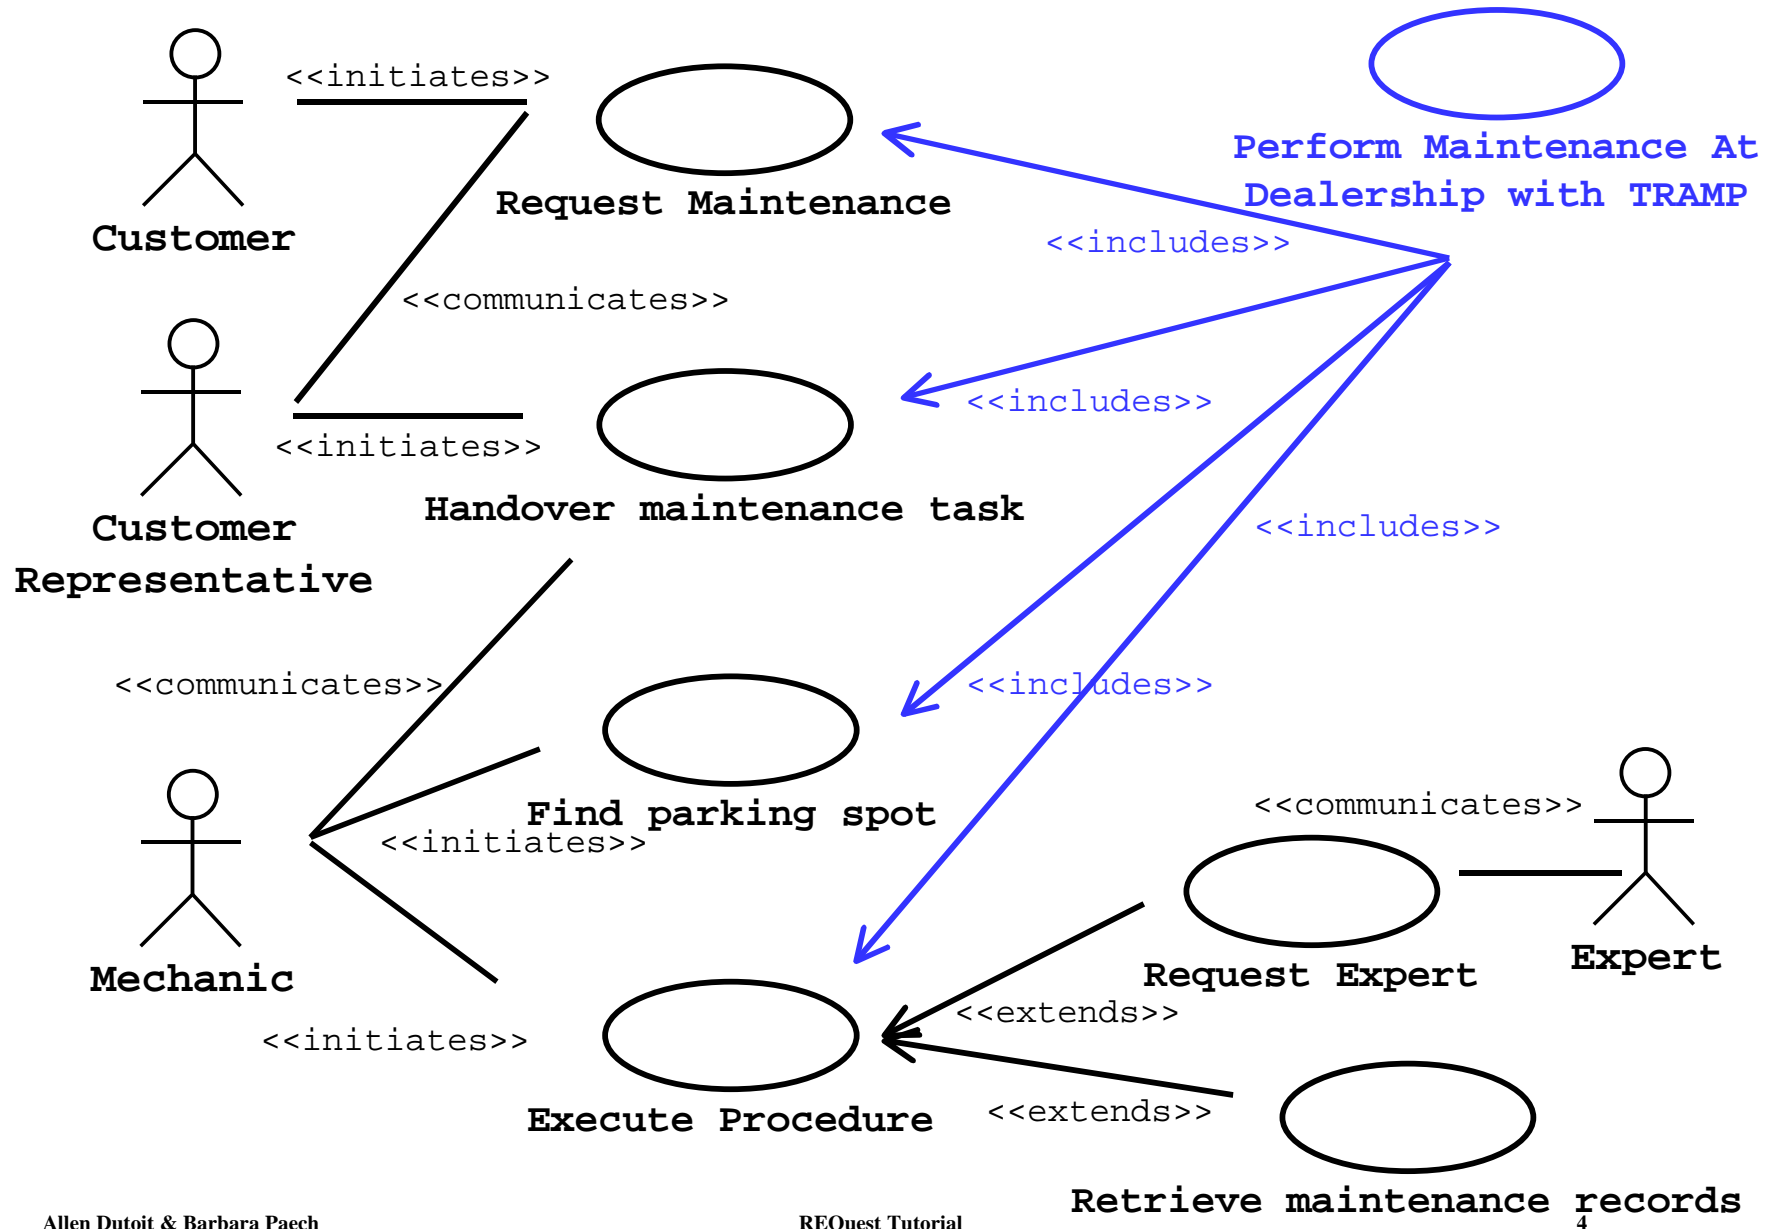 <<initiates>>
Perform Maintenance At
Dealership with TRAMP
Request Maintenance
Customer
<<includes>>
<<communicates>>
<<includes>>
<<initiates>>
Handover maintenance task
Customer
Representative
<<includes>>
<<communicates>>
<<includes>>
Find parking spot
<<communicates>>
<<initiates>>
Mechanic
Request Expert
Expert
<<extends>>
<<initiates>>
Execute Procedure
<<extends>>
Retrieve maintenance records
Allen Dutoit & Barbara Paech
REQuest Tutorial
4